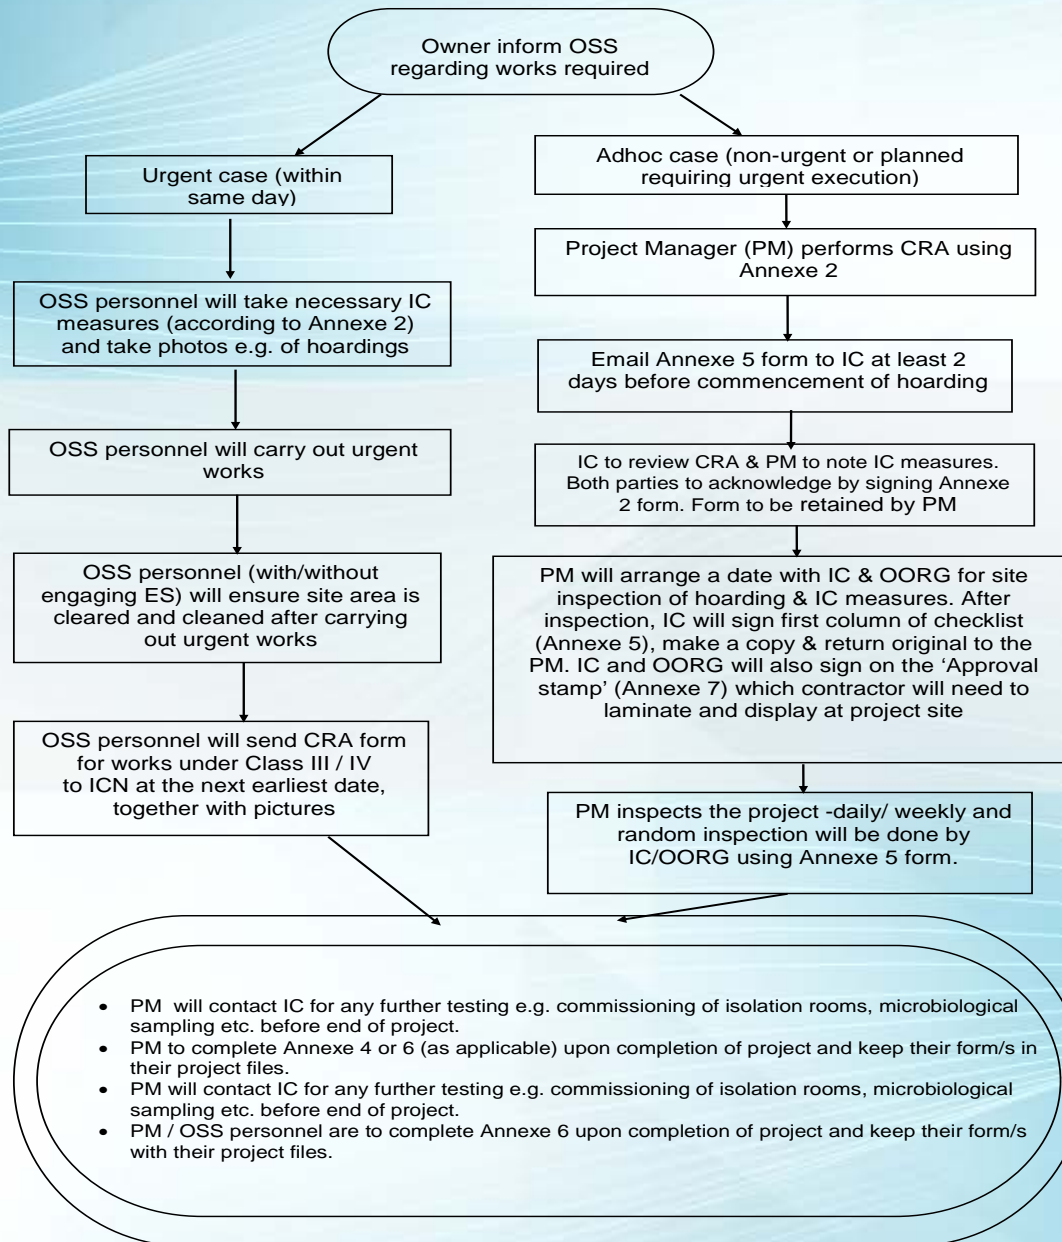 Owner inform OSS
regarding works required
Urgent case (within
same day)
OSS personnel will take necessary IC
measures (according to Annexe 2)
and take photos e.g. of hoardings
OSS personnel will carry out urgent
works
OSS personnel (with/without
engaging ES) will ensure site area is
cleared and cleaned after carrying
out urgent works
OSS personnel will send CRA form
for works under Class III / IV
to ICN at the next earliest date,
together with pictures
Adhoc case (non-urgent or planned
requiring urgent execution)
Project Manager (PM) performs CRA using
Annexe 2
Email Annexe 5 form to IC at least 2
days before commencement of hoarding
IC to review CRA & PM to note IC measures.
Both parties to acknowledge by signing Annexe
2 form. Form to be retained by PM
PM will arrange a date with IC & OORG for site
inspection of hoarding & IC measures. After
inspection, IC will sign first column of checklist
(Annexe 5), make a copy & return original to the
PM. IC and OORG will also sign on the ‘Approval
stamp’ (Annexe 7) which contractor will need to
laminate and display at project site
PM inspects the project -daily/ weekly and
random inspection will be done by
IC/OORG using Annexe 5 form.
• PM will contact IC for any further testing e.g. commissioning of isolation rooms, microbiological
sampling etc. before end of project.
• PM to complete Annexe 4 or 6 (as applicable) upon completion of project and keep their form/s in
their project files.
• PM will contact IC for any further testing e.g. commissioning of isolation rooms, microbiological
sampling etc. before end of project.
• PM / OSS personnel are to complete Annexe 6 upon completion of project and keep their form/s
with their project files.